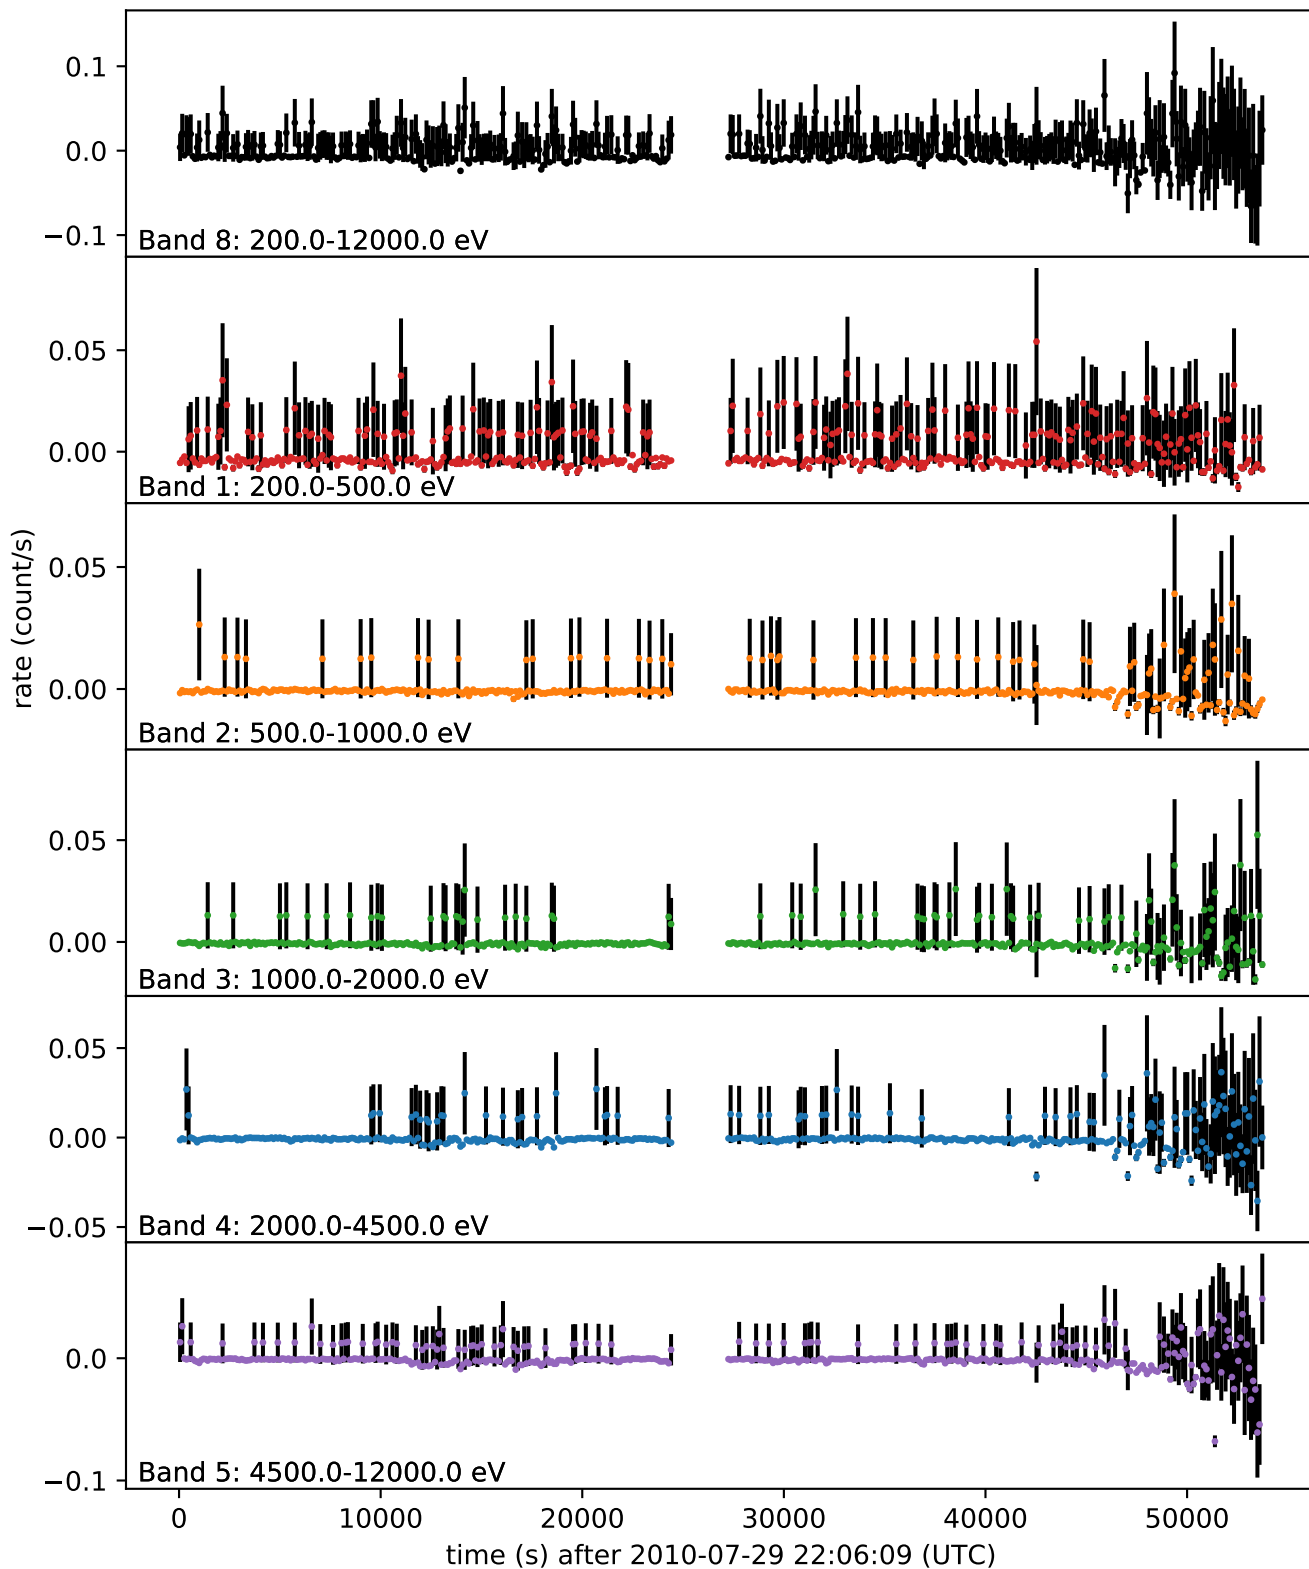 0.1
0.0
−0.1
Band 8: 200.0-12000.0 eV
0.05
0.00
Band 1: 200.0-500.0 eV
rate (count/s)
0.05
0.00
Band 2: 500.0-1000.0 eV
0.05
0.00
Band 3: 1000.0-2000.0 eV
0.05
0.00
−0.05
Band 4: 2000.0-4500.0 eV
0.0
−0.1
Band 5: 4500.0-12000.0 eV
0 10000 20000 30000 40000 50000
time (s) after 2010-07-29 22:06:09 (UTC)